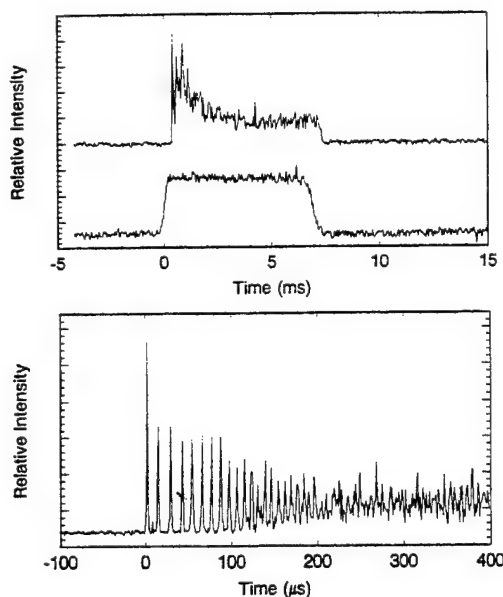 Relative Intensity
-5 0 5 10 15
Time (ms)
Relative Intensity
-100 0 100 200 300 400
Time (μs)